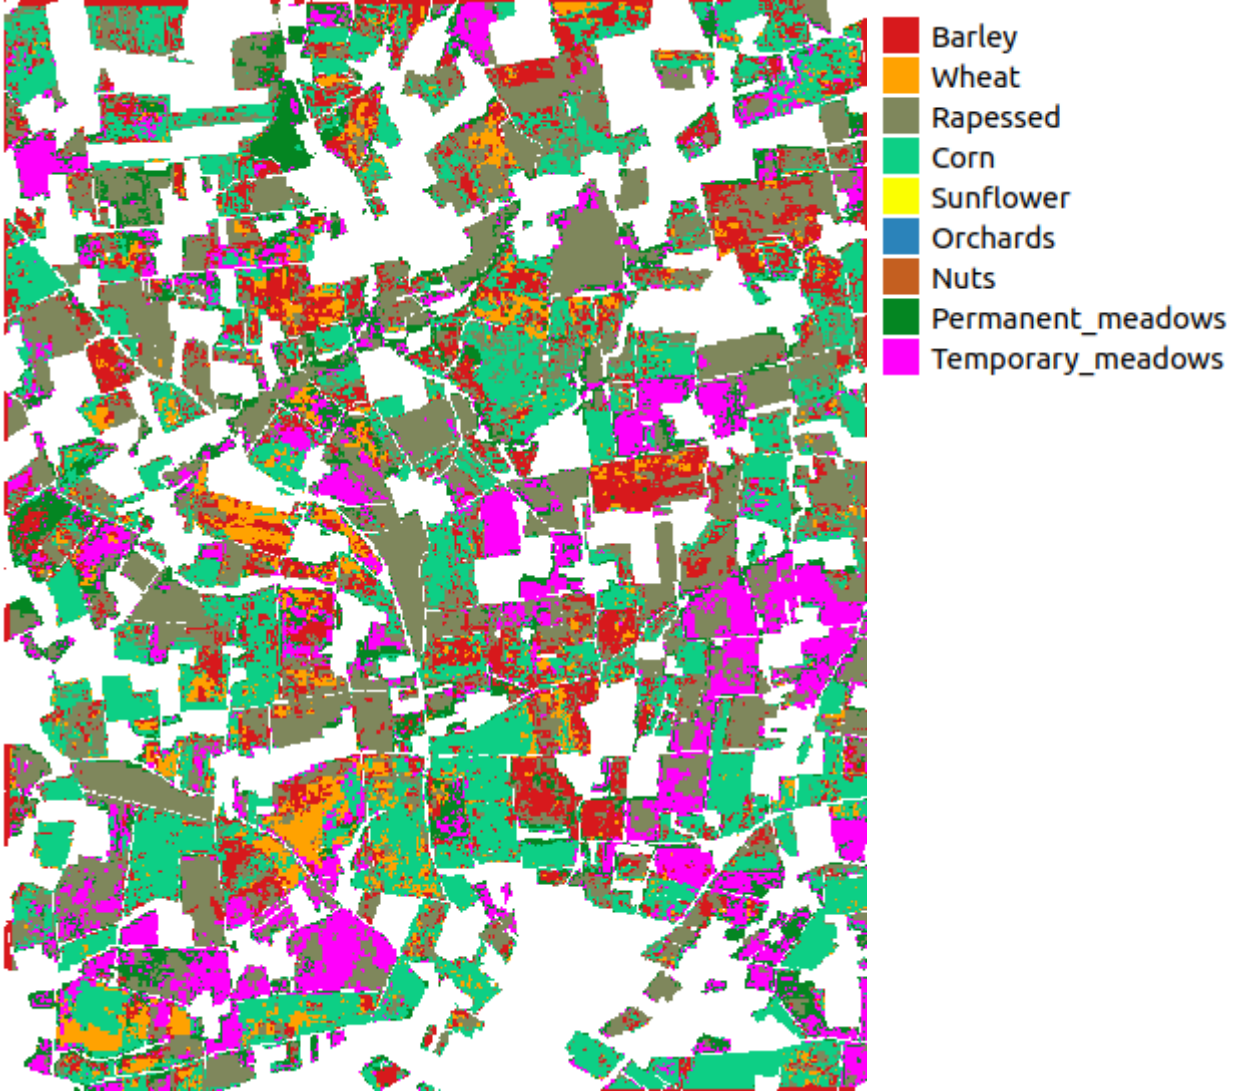 Barley
Wheat
Rapessed
Corn
Sunflower
Orchards
Nuts
Permanent_meadows
Temporary_meadows